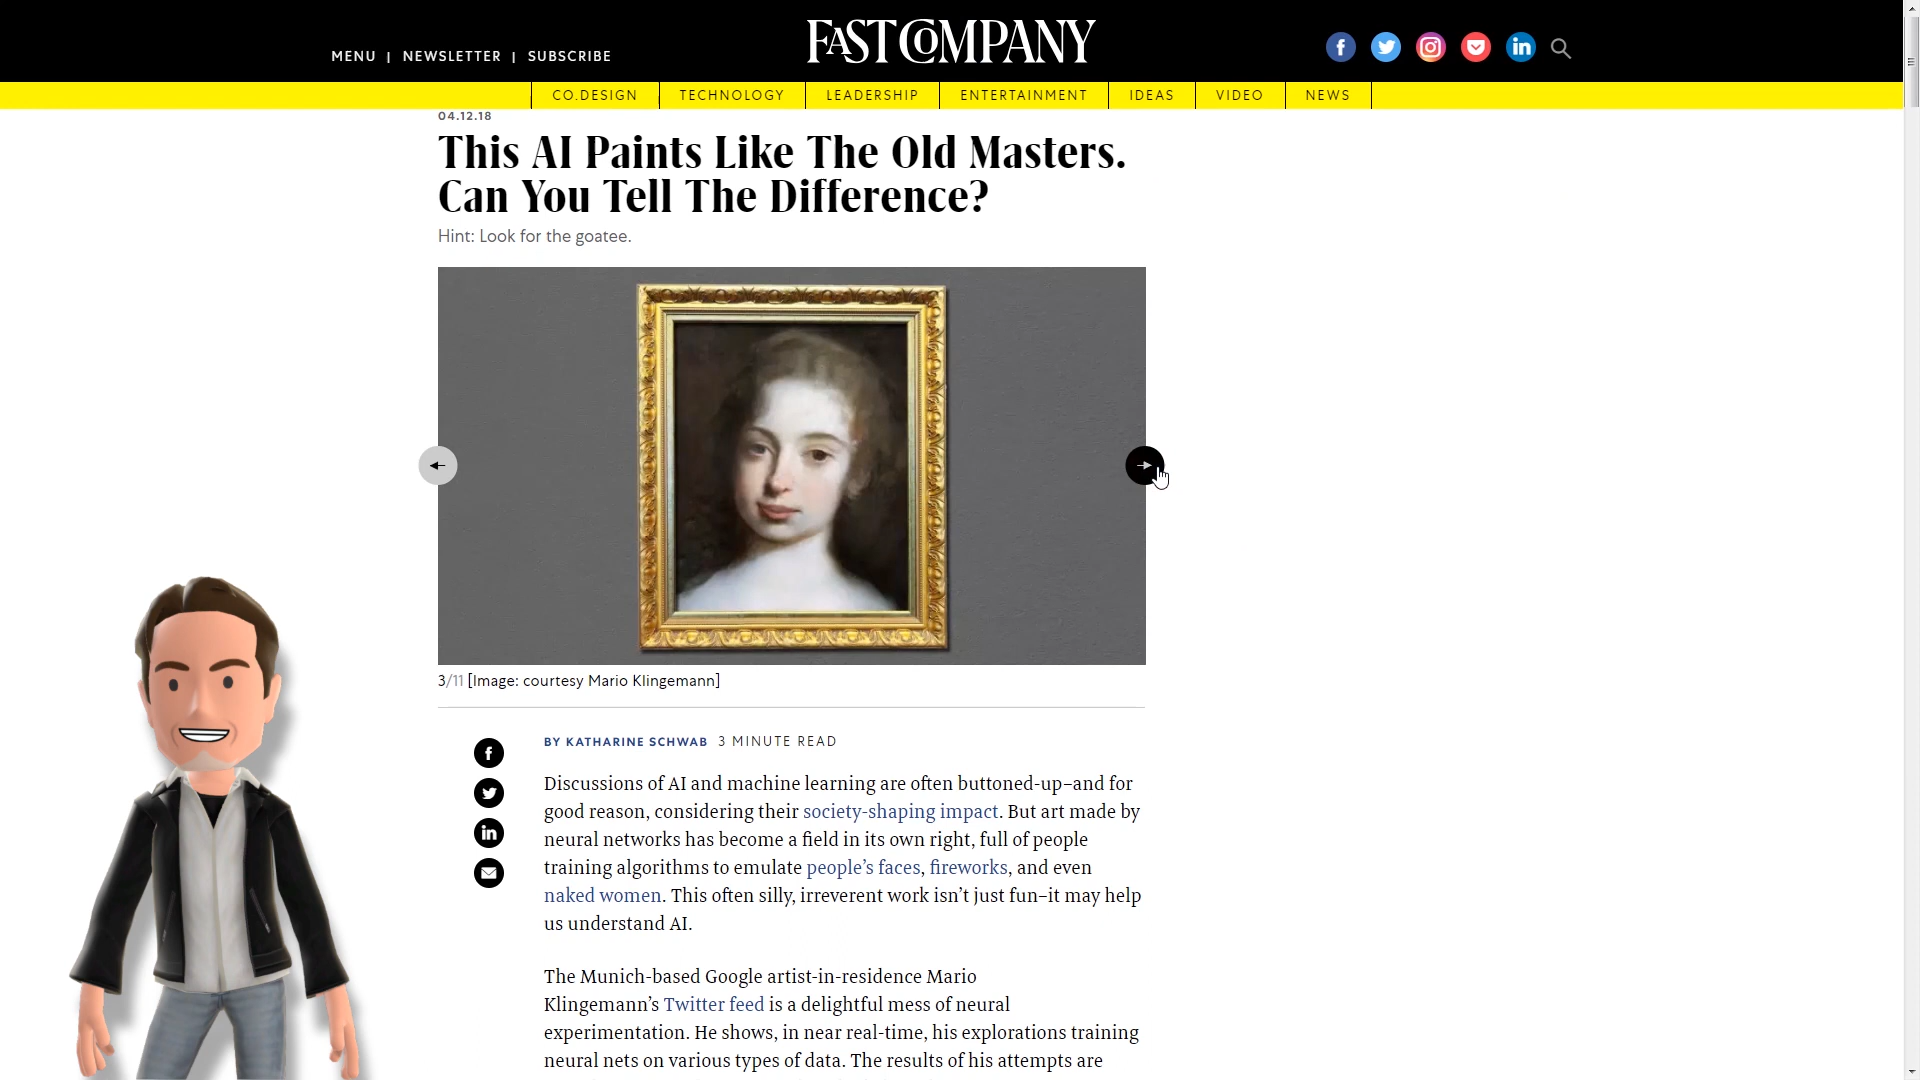 FAST COMPANY
MENU | NEWSLETTER | SUBSCRIBE
CO.DESIGN | TECHNOLOGY | LEADERSHIP | ENTERTAINMENT | IDEAS | VIDEO | NEWS
04.12.18
This AI Paints Like The Old Masters.
Can You Tell The Difference?
Hint: Look for the goatee.
3/11 [Image: courtesy Mario Klingemann]
BY KATHARINE SCHWAB 3 MINUTE READ
Discussions of AI and machine learning are often buttoned-up–and for
good reason, considering their society-shaping impact. But art made by
neural networks has become a field in its own right, full of people
training algorithms to emulate people’s faces, fireworks, and even
naked women. This often silly, irreverent work isn’t just fun–it may help
us understand AI.
The Munich-based Google artist-in-residence Mario
Klingemann’s Twitter feed is a delightful mess of neural
experimentation. He shows, in near real-time, his explorations training
neural nets on various types of data. The results of his attempts are